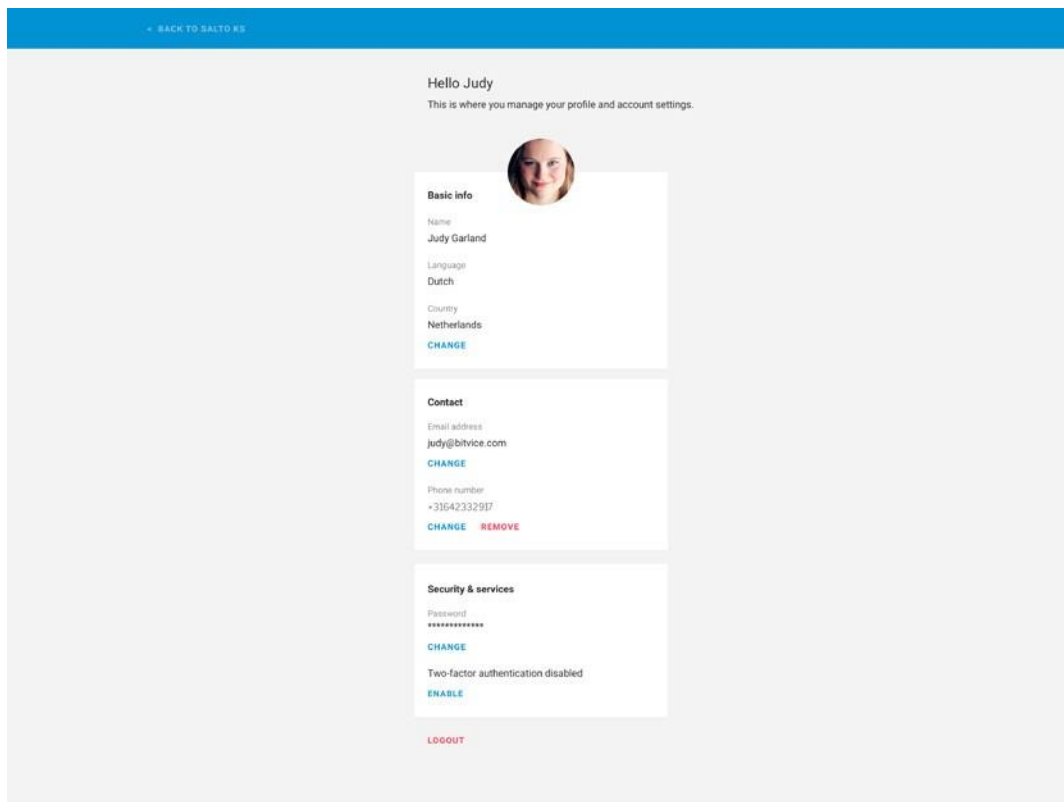 < BACK TO SALTO KS
Hello Judy
This is where you manage your profile and account settings.
Basic info
Name
Judy Garland
Language
Dutch
Country
Netherlands
CHANGE
Contact
Email address
judy@bitvice.com
CHANGE
Phone number
+31642332917
CHANGE REMOVE
Security & services
Password
*************
CHANGE
Two-factor authentication disabled
ENABLE
LOGOUT